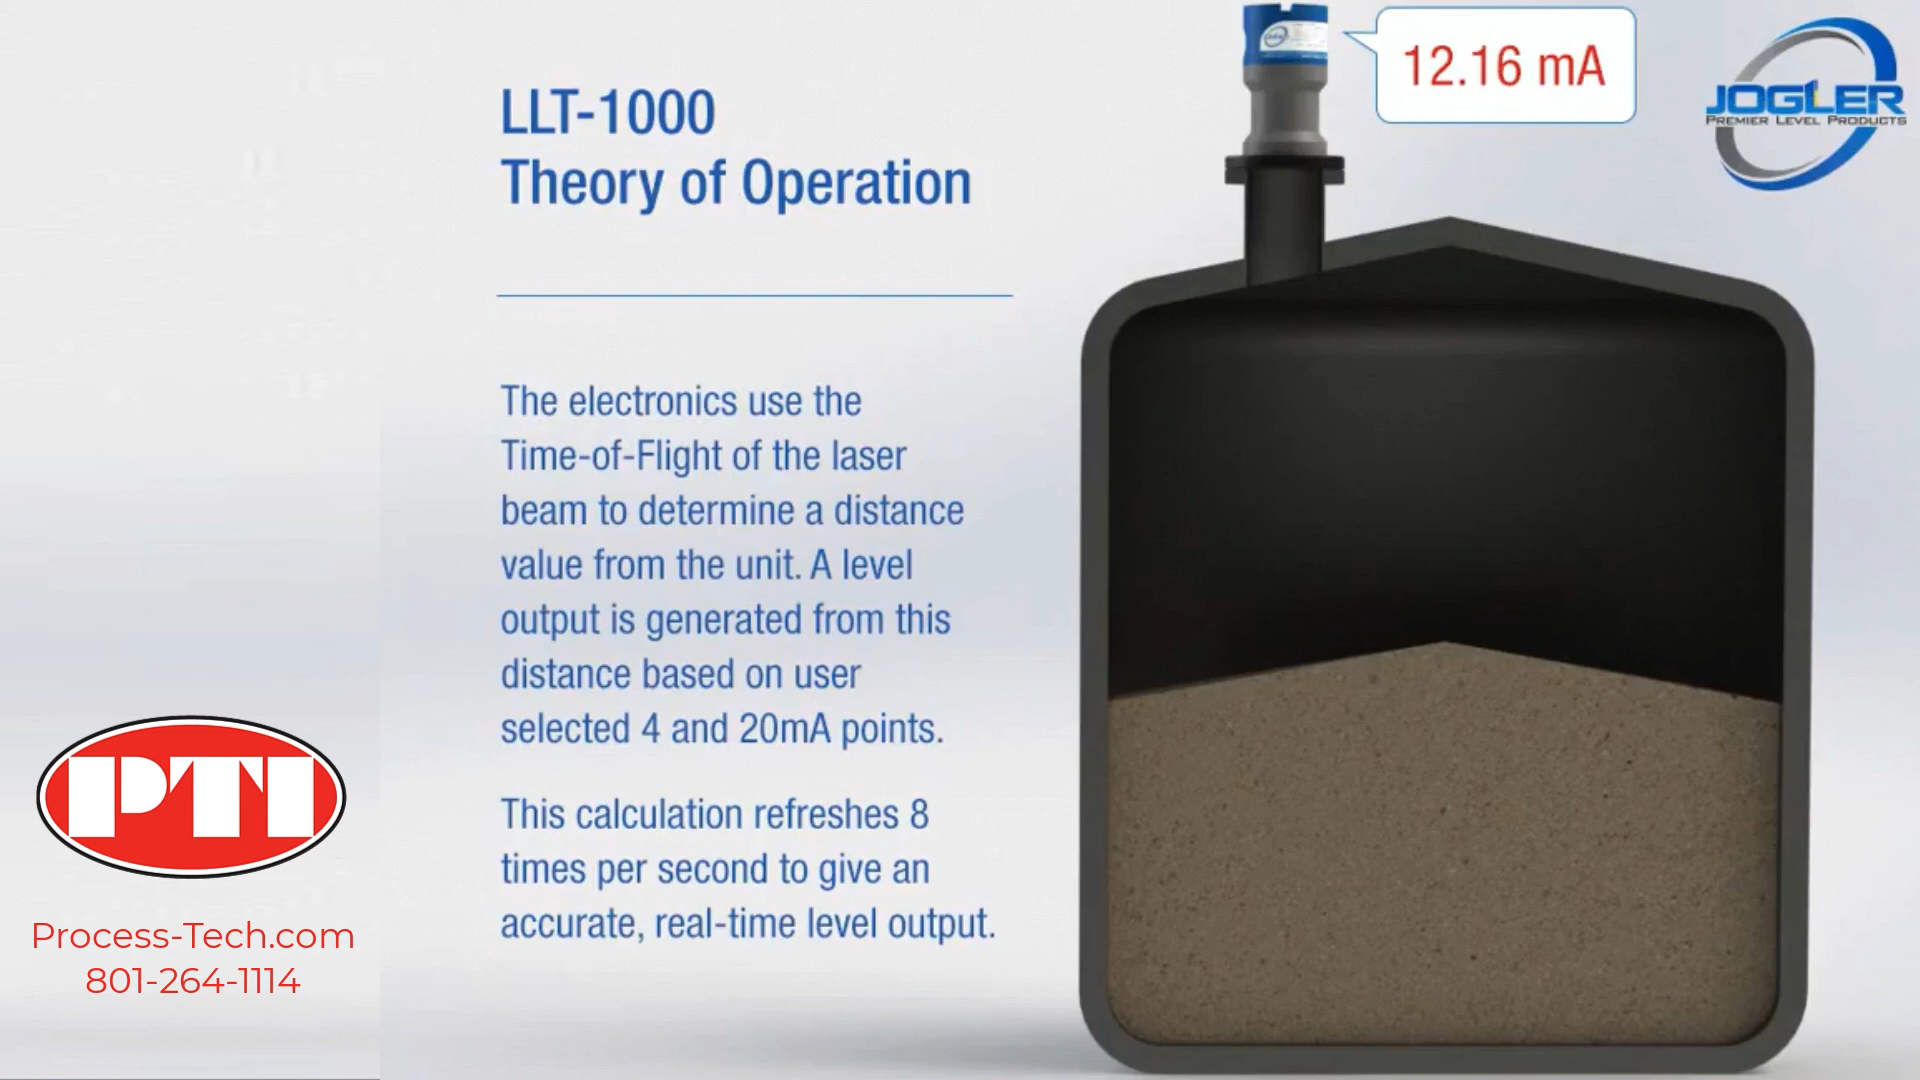 LLT-1000
Theory of Operation
12.16 mA
JOGLER
PREMIER LEVEL PRODUCTS
The electronics use the
Time-of-Flight of the laser
beam to determine a distance
value from the unit. A level
output is generated from this
distance based on user
selected 4 and 20mA points.
This calculation refreshes 8
times per second to give an
accurate, real-time level output.
PTI
Process-Tech.com
801-264-1114